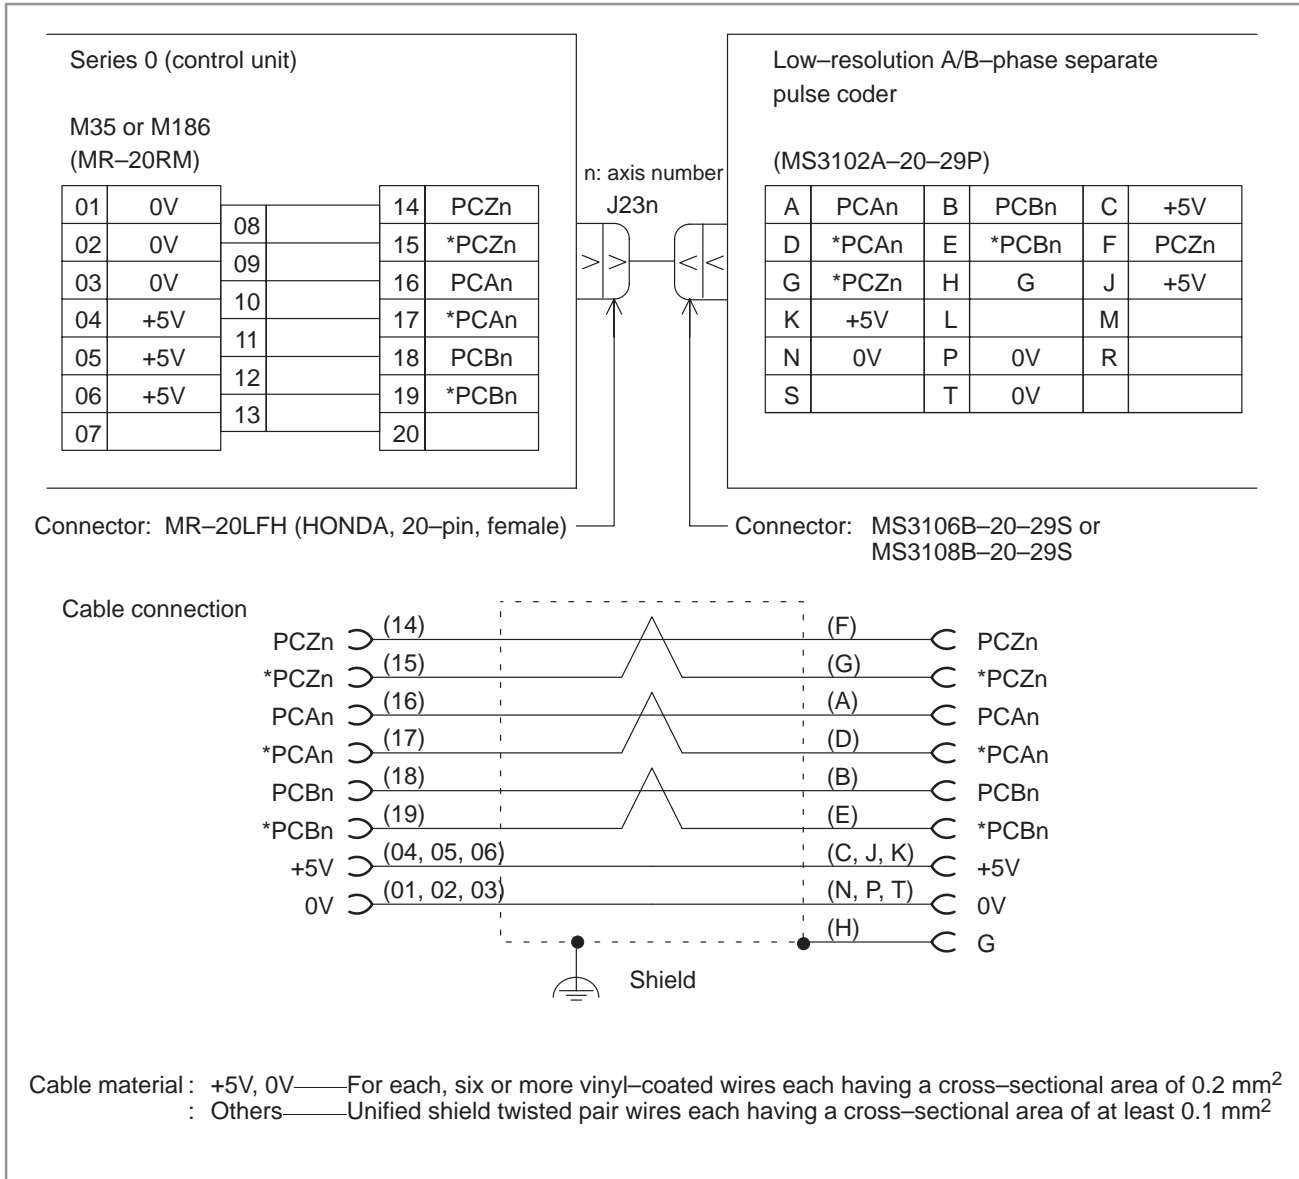 Series 0 (control unit)
M35 or M186
(MR–20RM)
01 0V 14 PCZn
08
02 0V 15 *PCZn
09
03 0V 16 PCAn
10
04 +5V 17 *PCAn
11
05 +5V 18 PCBn
12
06 +5V 19 *PCBn
13
07 20
n: axis number
J23n
Low–resolution A/B–phase separate
pulse coder
(MS3102A–20–29P)
A PCAn B PCBn C +5V
D *PCAn E *PCBn F PCZn
G *PCZn H G J +5V
K +5V L M
N 0V P 0V R
S T 0V
Connector: MR–20LFH (HONDA, 20–pin, female)
Connector: MS3106B–20–29S or
MS3108B–20–29S
Cable connection
PCZn (14) (F) PCZn
*PCZn (15) (G) *PCZn
PCAn (16) (A) PCAn
*PCAn (17) (D) *PCAn
PCBn (18) (B) PCBn
*PCBn (19) (E) *PCBn
+5V (04, 05, 06) (C, J, K) +5V
0V (01, 02, 03) (N, P, T) 0V
(H) G
Shield
Cable material : +5V, 0V For each, six or more vinyl–coated wires each having a cross–sectional area of 0.2 mm2
: Others Unified shield twisted pair wires each having a cross–sectional area of at least 0.1 mm2